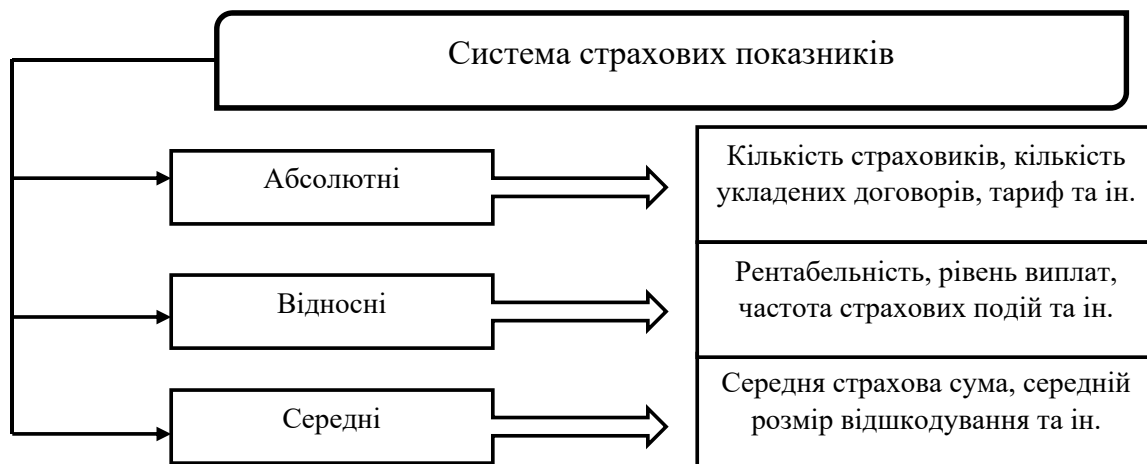 Система страхових показників
Абсолютні
Кількість страховиків, кількість
укладених договорів, тариф та ін.
Відносні
Рентабельність, рівень виплат,
частота страхових подій та ін.
Середні
Середня страхова сума, середній
розмір відшкодування та ін.